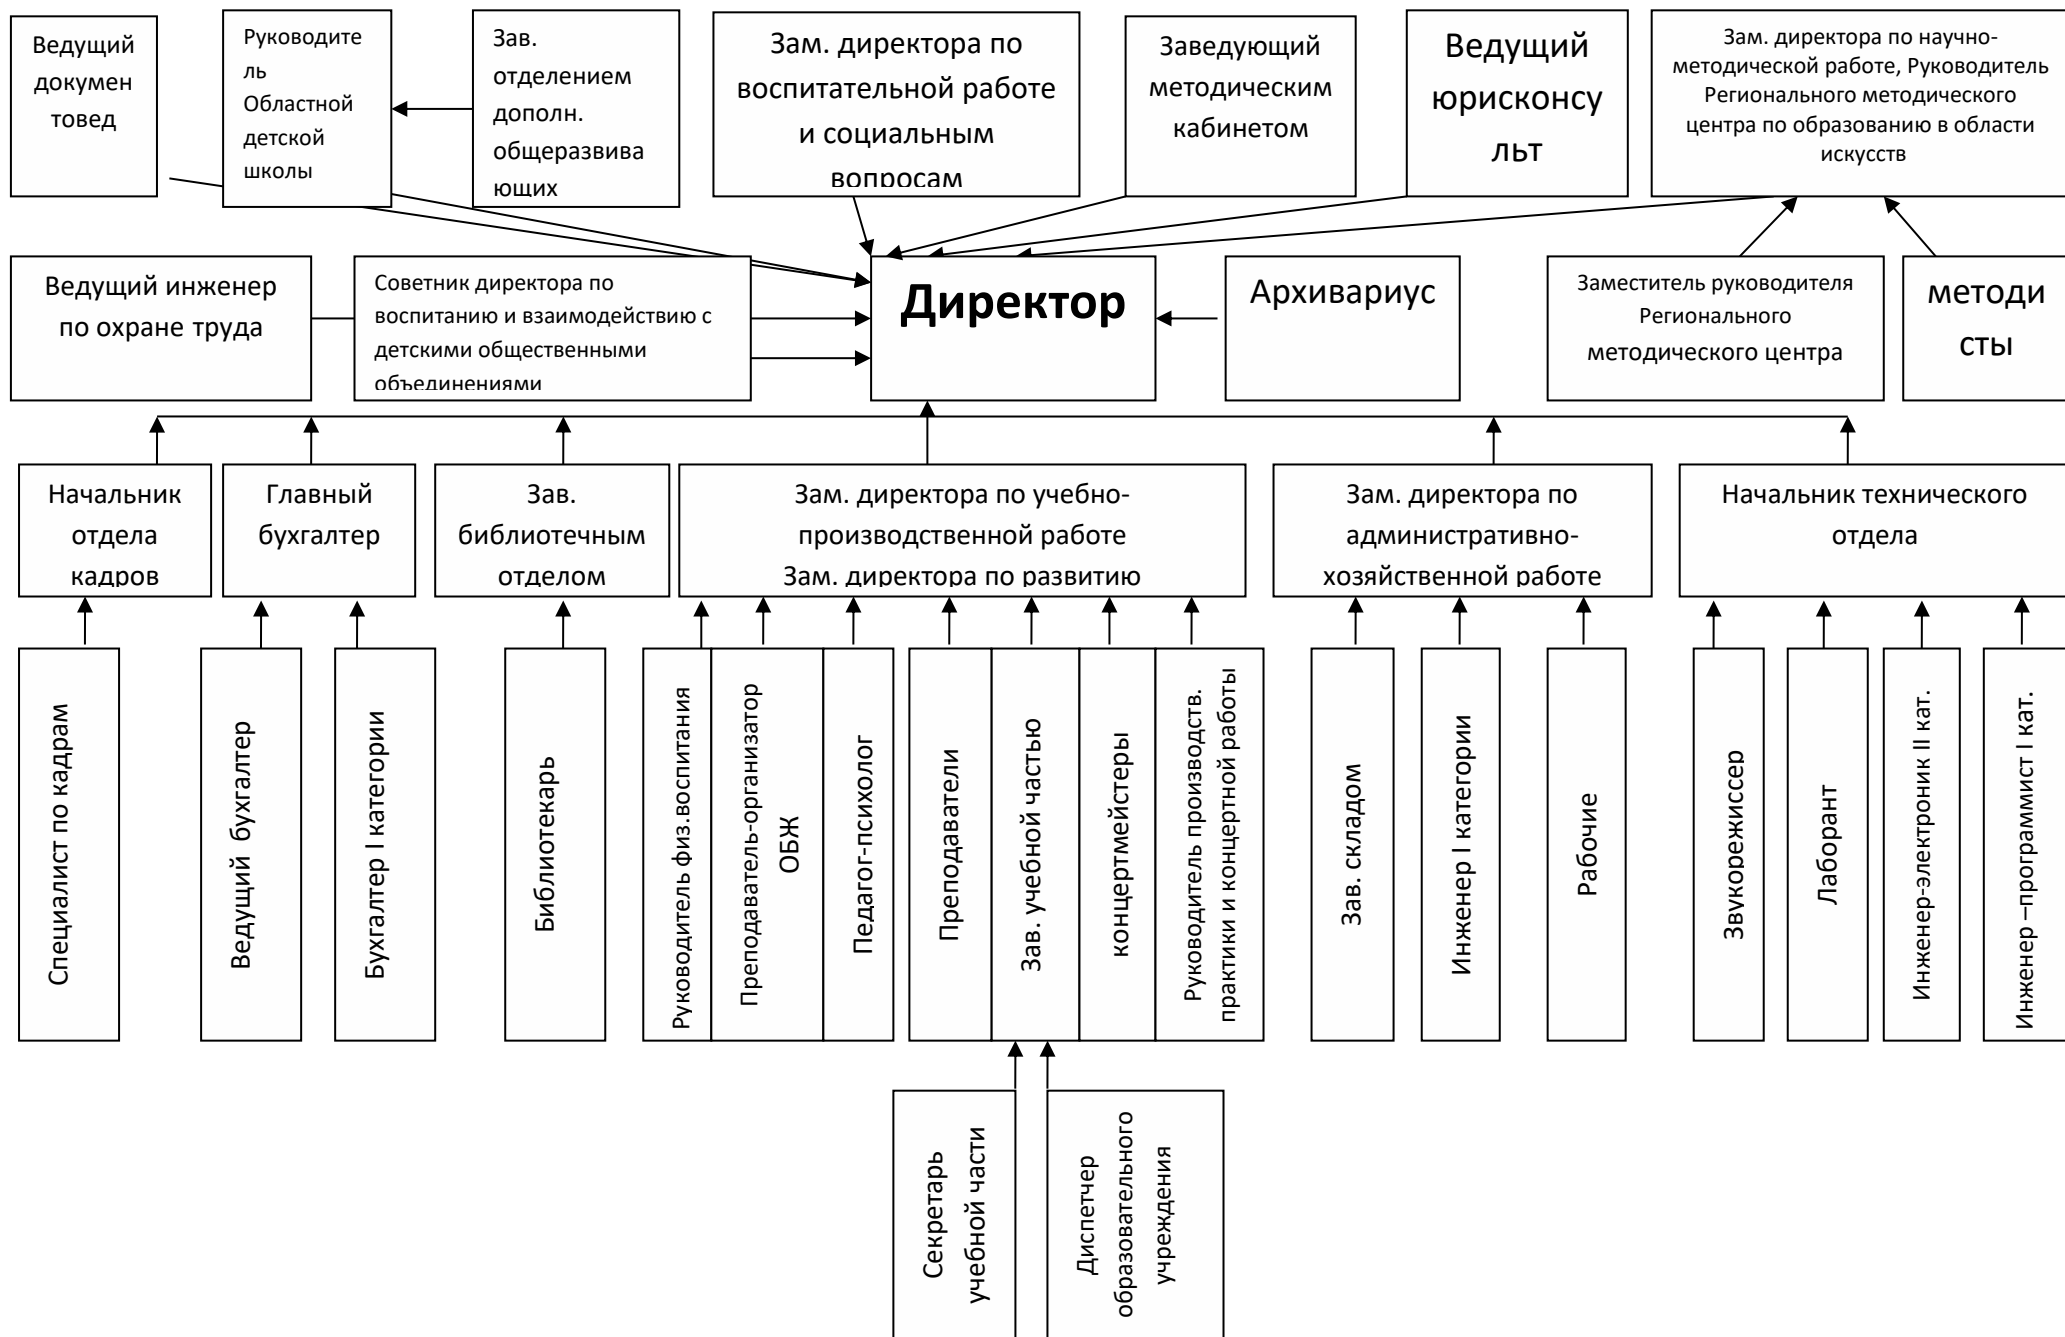 Ведущий
докумен
товед
Руководите
ль
Областной
детской
школы
Зав.
отделением
дополн.
общеразвива
ющих
Зам. директора по
воспитательной работе
и социальным
вопросам
Заведующий
методическим
кабинетом
Ведущий
юрисконсу
льт
Зам. директора по научно-
методической работе, Руководитель
Регионального методического
центра по образованию в области
искусств
Ведущий инженер
по охране труда
Советник директора по
воспитанию и взаимодействию с
детскими общественными
объединениями
Директор
Архивариус
Заместитель руководителя
Регионального
методического центра
методи
сты
Начальник
отдела
кадров
Главный
бухгалтер
Зав.
библиотечным
отделом
Зам. директора по учебно-
производственной работе
Зам. директора по развитию
Зам. директора по
административно-
хозяйственной работе
Начальник технического
отдела
Специалист по кадрам
Ведущий бухгалтер
Бухгалтер I категории
Библиотекарь
Руководитель физ.воспитания
Преподаватель-организатор
ОБЖ
Педагог-психолог
Преподаватели
Зав. учебной частью
концертмейстеры
Руководитель производств.
практики и концертной работы
Зав. складом
Инженер I категории
Рабочие
Звукорежиссер
Лаборант
Инженер-электроник II кат.
Инженер –программист I кат.
Секретарь
учебной части
Диспетчер
образовательного
учреждения